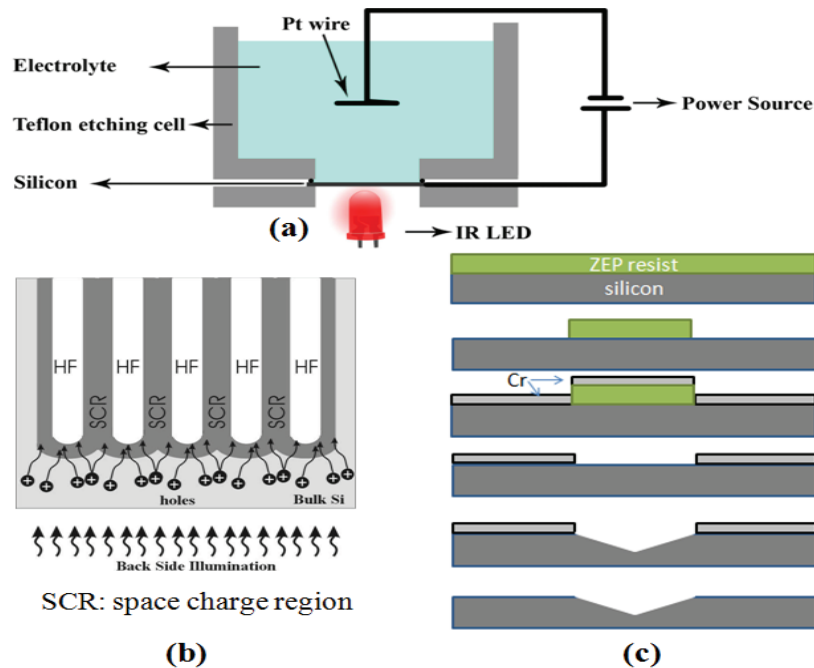 Pt wire
Electrolyte
Teflon etching cell
Power Source
Silicon
(a)
IR LED
HF HF HF HF HF
SCR SCR SCR SCR
holes
Bulk Si
Back Side Illumination
SCR: space charge region
(b)
ZEP resist
silicon
Cr
(c)